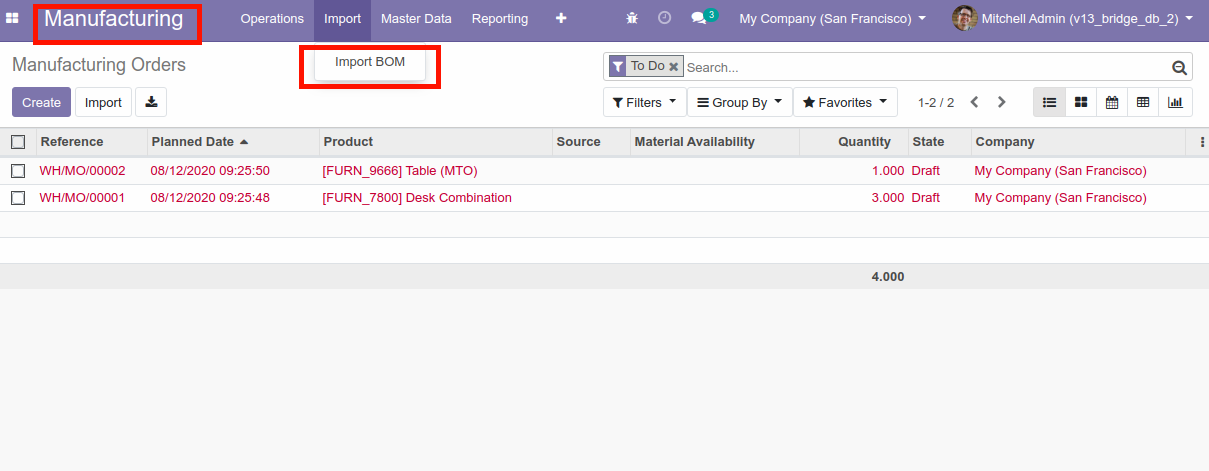 Manufacturing Operations Import Master Data Reporting 3 My Company (San Francisco) Mitchell Admin (v13_bridge_db_2)
Import BOM
Manufacturing Orders
To Do Search...
Create Import Filters Group By Favorites 1-2 / 2
Reference Planned Date Product Source Material Availability Quantity State Company
WH/MO/00002 08/12/2020 09:25:50 [FURN_9666] Table (MTO) 1.000 Draft My Company (San Francisco)
WH/MO/00001 08/12/2020 09:25:48 [FURN_7800] Desk Combination 3.000 Draft My Company (San Francisco)
4.000